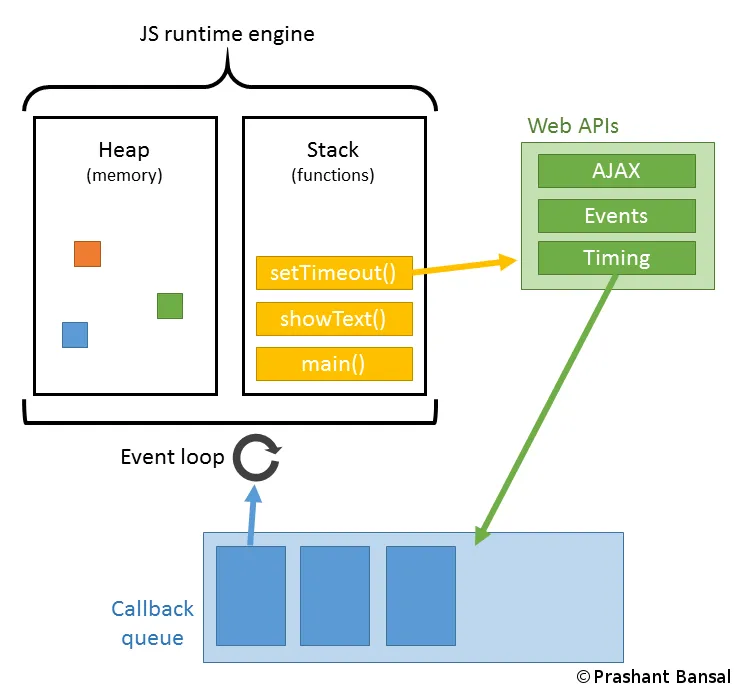 JS runtime engine
Heap
(memory)
Stack
(functions)
setTimeout()
showText()
main()
Web APIs
AJAX
Events
Timing
Event loop
Callback
queue
©Prashant Bansal